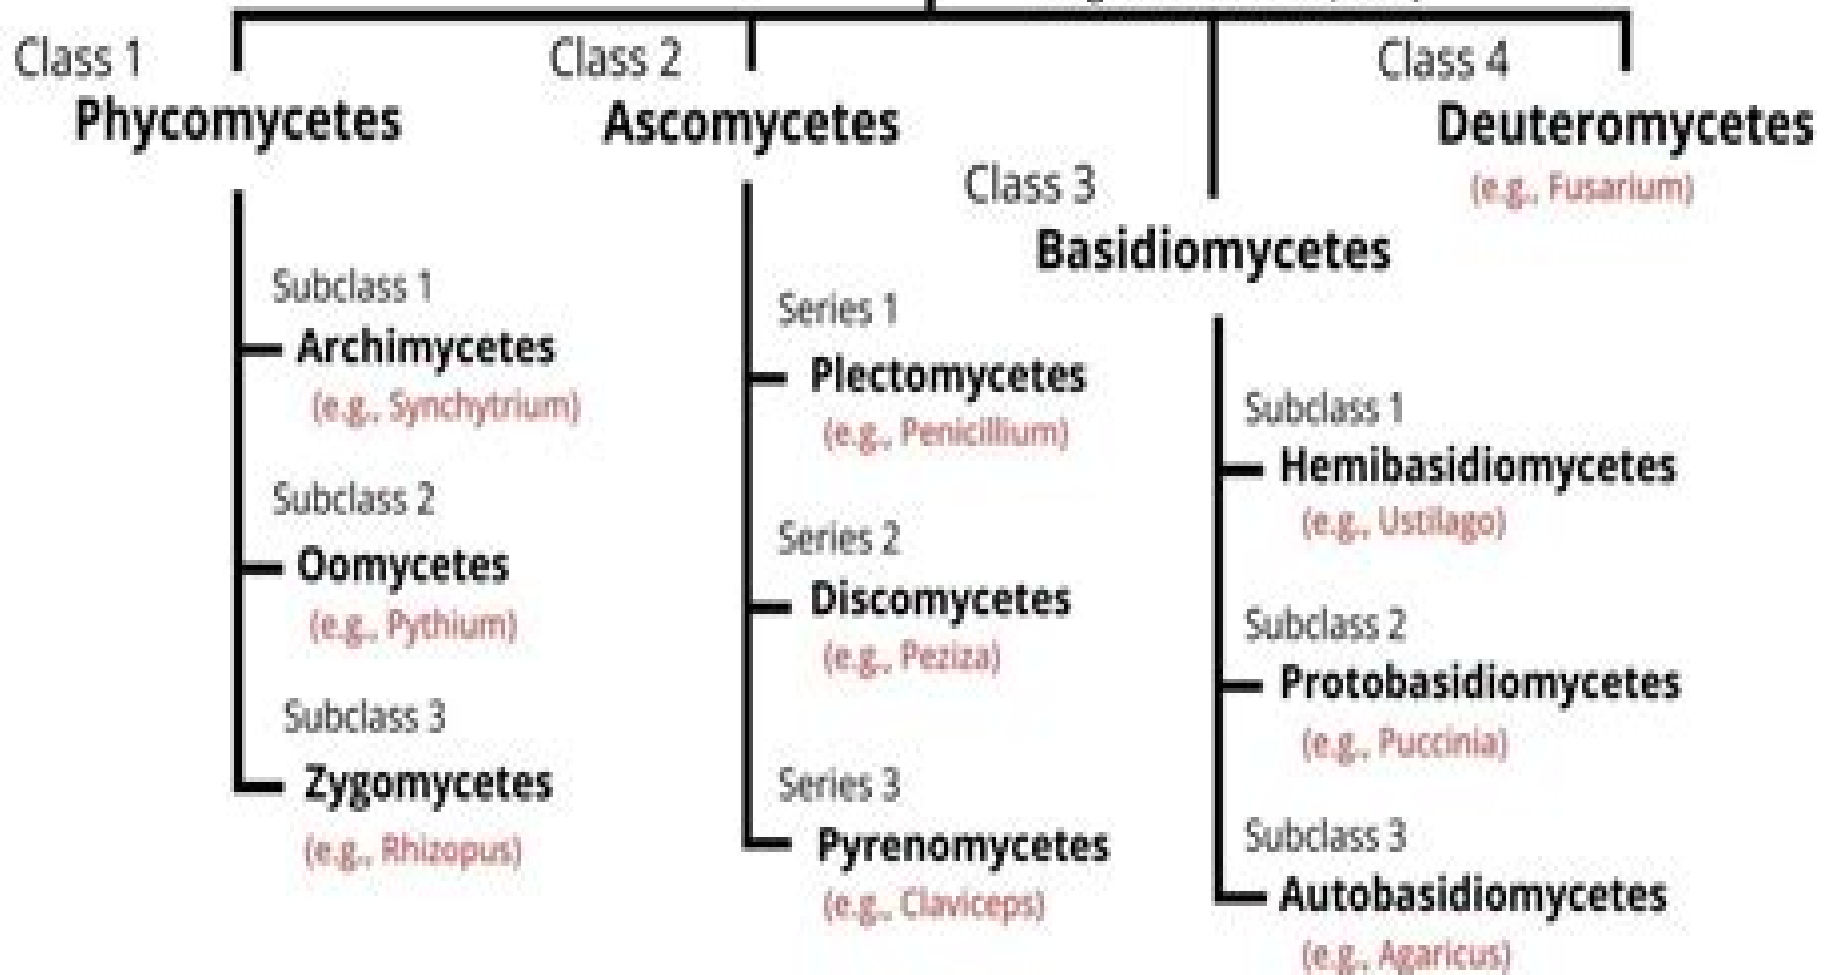 Class 1
Phycomycetes
Subclass 1
Archimycetes
(e.g., Synchytrium)
Subclass 2
Oomycetes
(e.g., Pythium)
Subclass 3
Zygomycetes
(e.g., Rhizopus)
Class 2
Ascomycetes
Series 1
Plectomycetes
(e.g., Penicillium)
Series 2
Discomycetes
(e.g., Peziza)
Series 3
Pyrenomycetes
(e.g., Claviceps)
Class 3
Basidiomycetes
Subclass 1
Hemibasidiomycetes
(e.g., Ustilago)
Subclass 2
Protobasidiomycetes
(e.g., Puccinia)
Subclass 3
Autobasidiomycetes
(e.g., Agaricus)
Class 4
Deuteromycetes
(e.g., Fusarium)